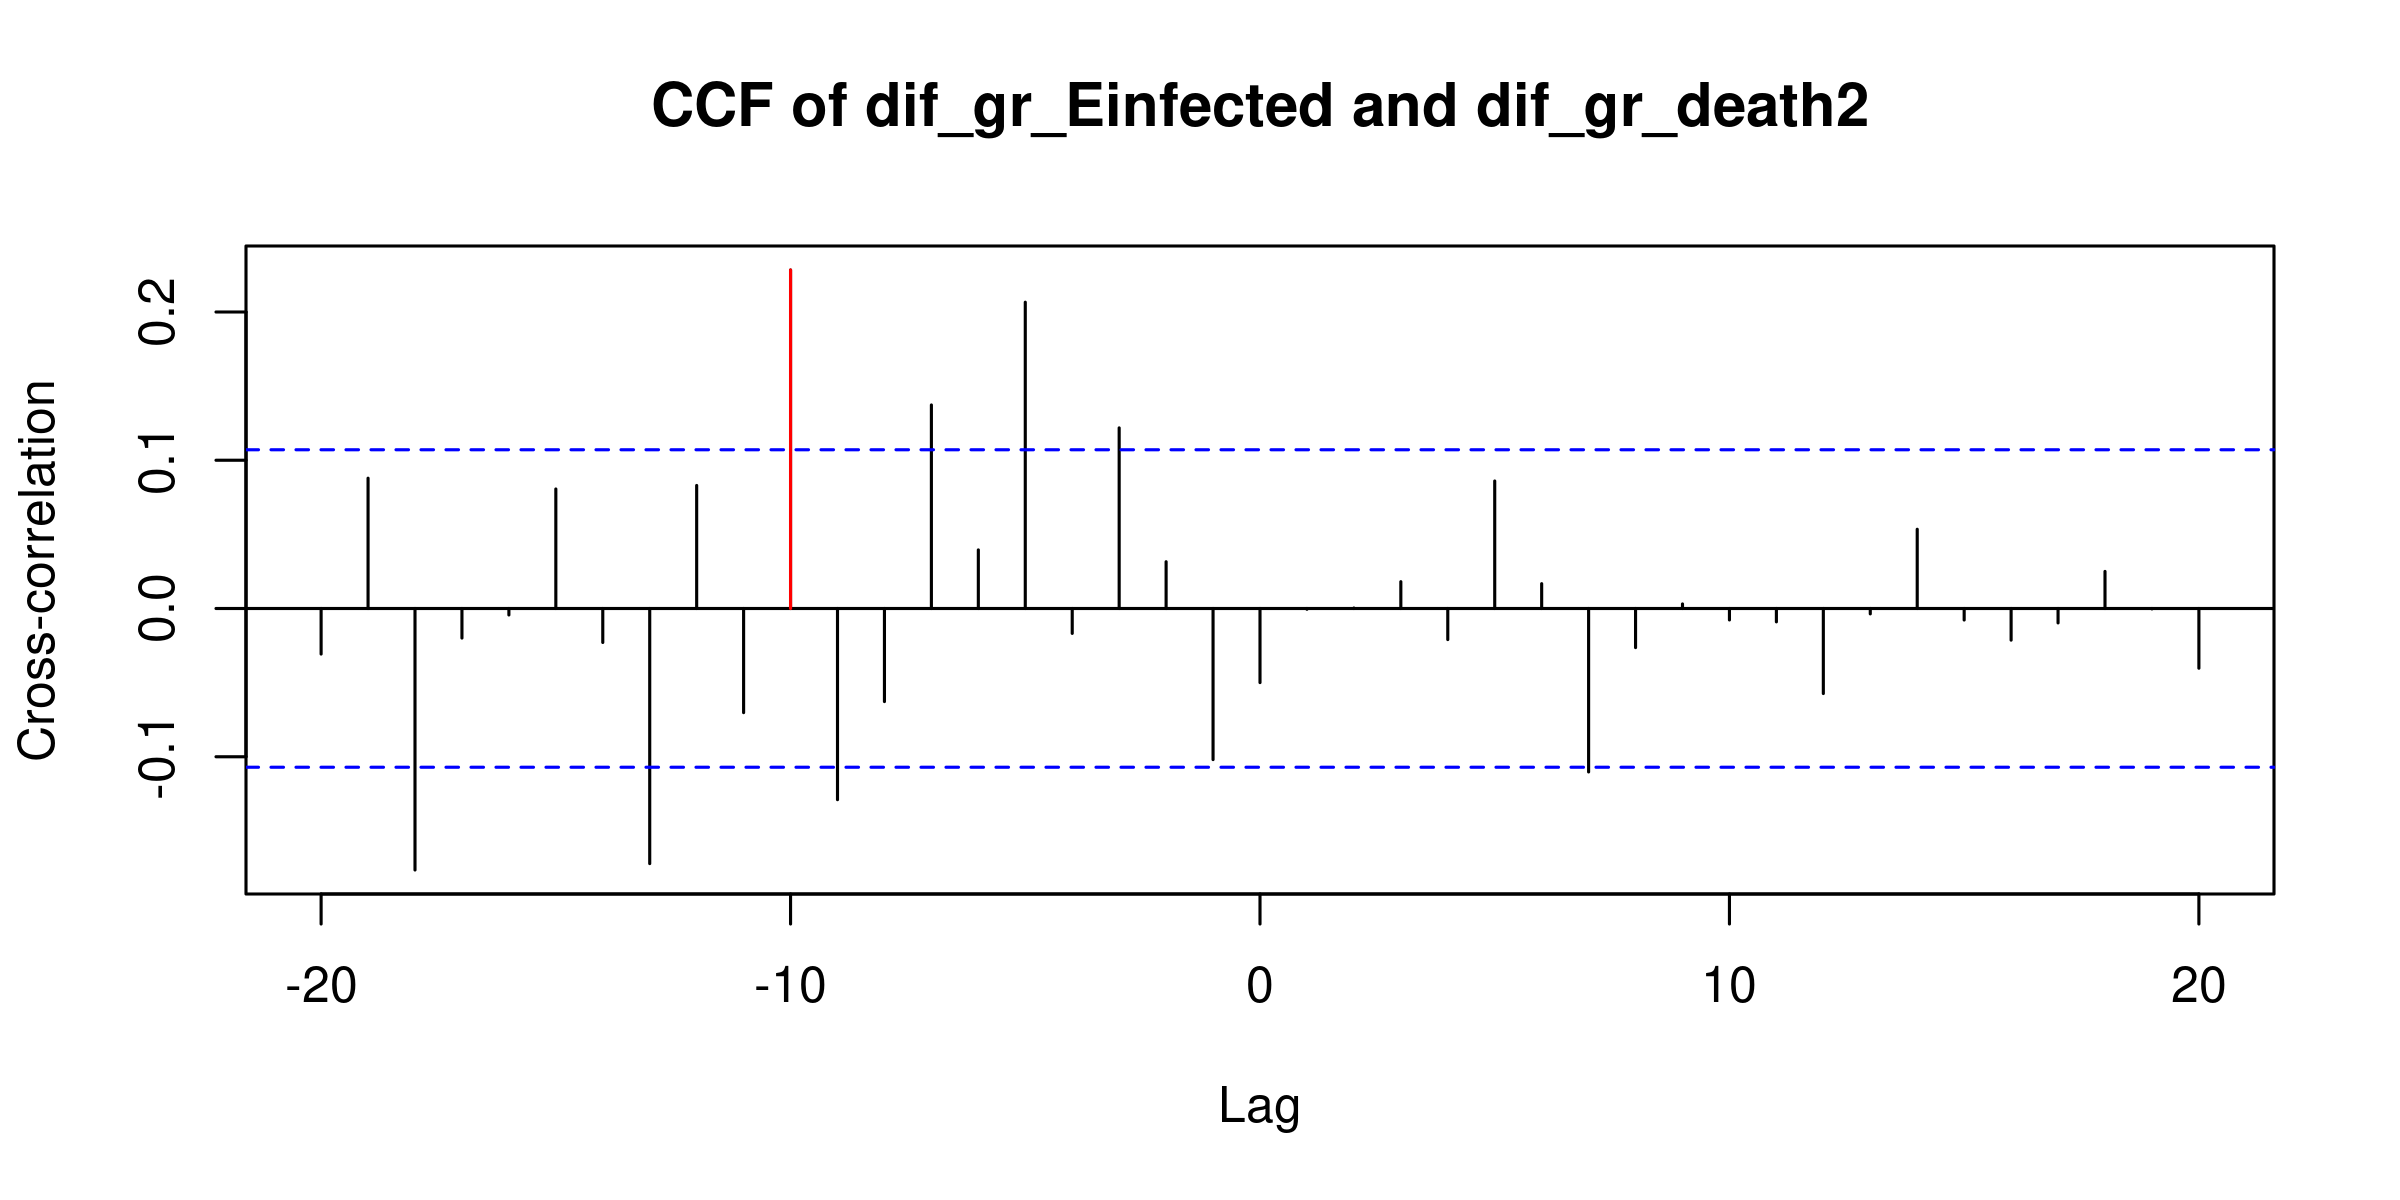 CCF of dif_gr_Einfected and dif_gr_death2
Cross-correlation
0.2
0.1
0.0
-0.1
-20 -10 0 10 20
Lag